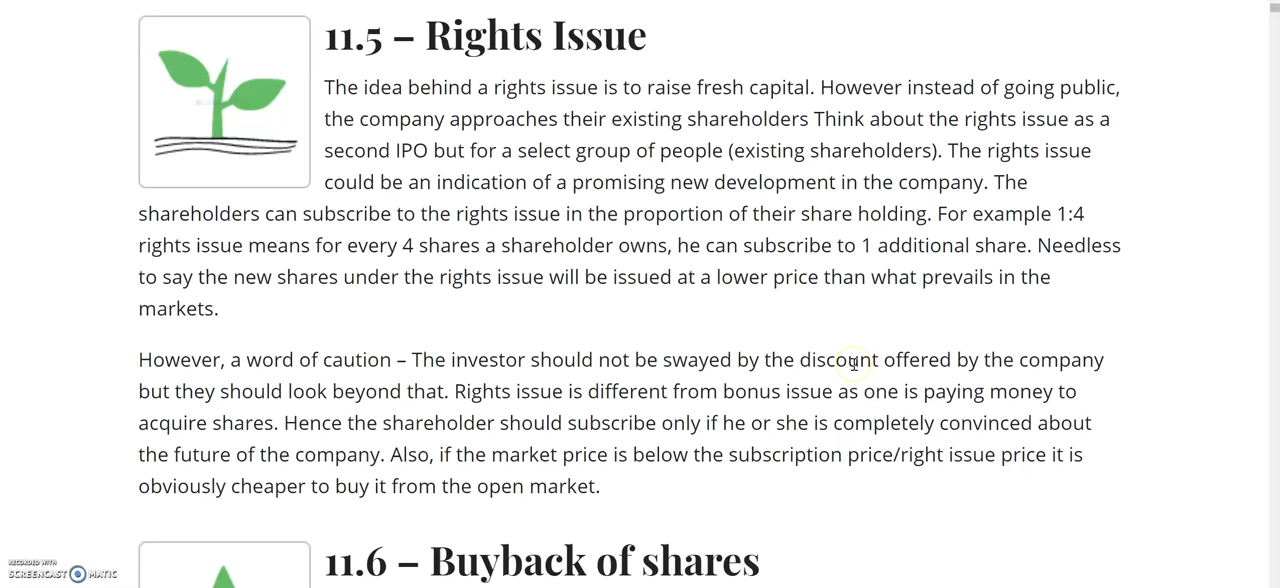 11.5 – Rights Issue
The idea behind a rights issue is to raise fresh capital. However instead of going public,
the company approaches their existing shareholders Think about the rights issue as a
second IPO but for a select group of people (existing shareholders). The rights issue
could be an indication of a promising new development in the company. The
shareholders can subscribe to the rights issue in the proportion of their share holding. For example 1:4
rights issue means for every 4 shares a shareholder owns, he can subscribe to 1 additional share. Needless
to say the new shares under the rights issue will be issued at a lower price than what prevails in the
markets.
However, a word of caution – The investor should not be swayed by the discount offered by the company
but they should look beyond that. Rights issue is different from bonus issue as one is paying money to
acquire shares. Hence the shareholder should subscribe only if he or she is completely convinced about
the future of the company. Also, if the market price is below the subscription price/right issue price it is
obviously cheaper to buy it from the open market.
11.6 – Buyback of shares
RECORDED WITH
SCREENCAST MATIC